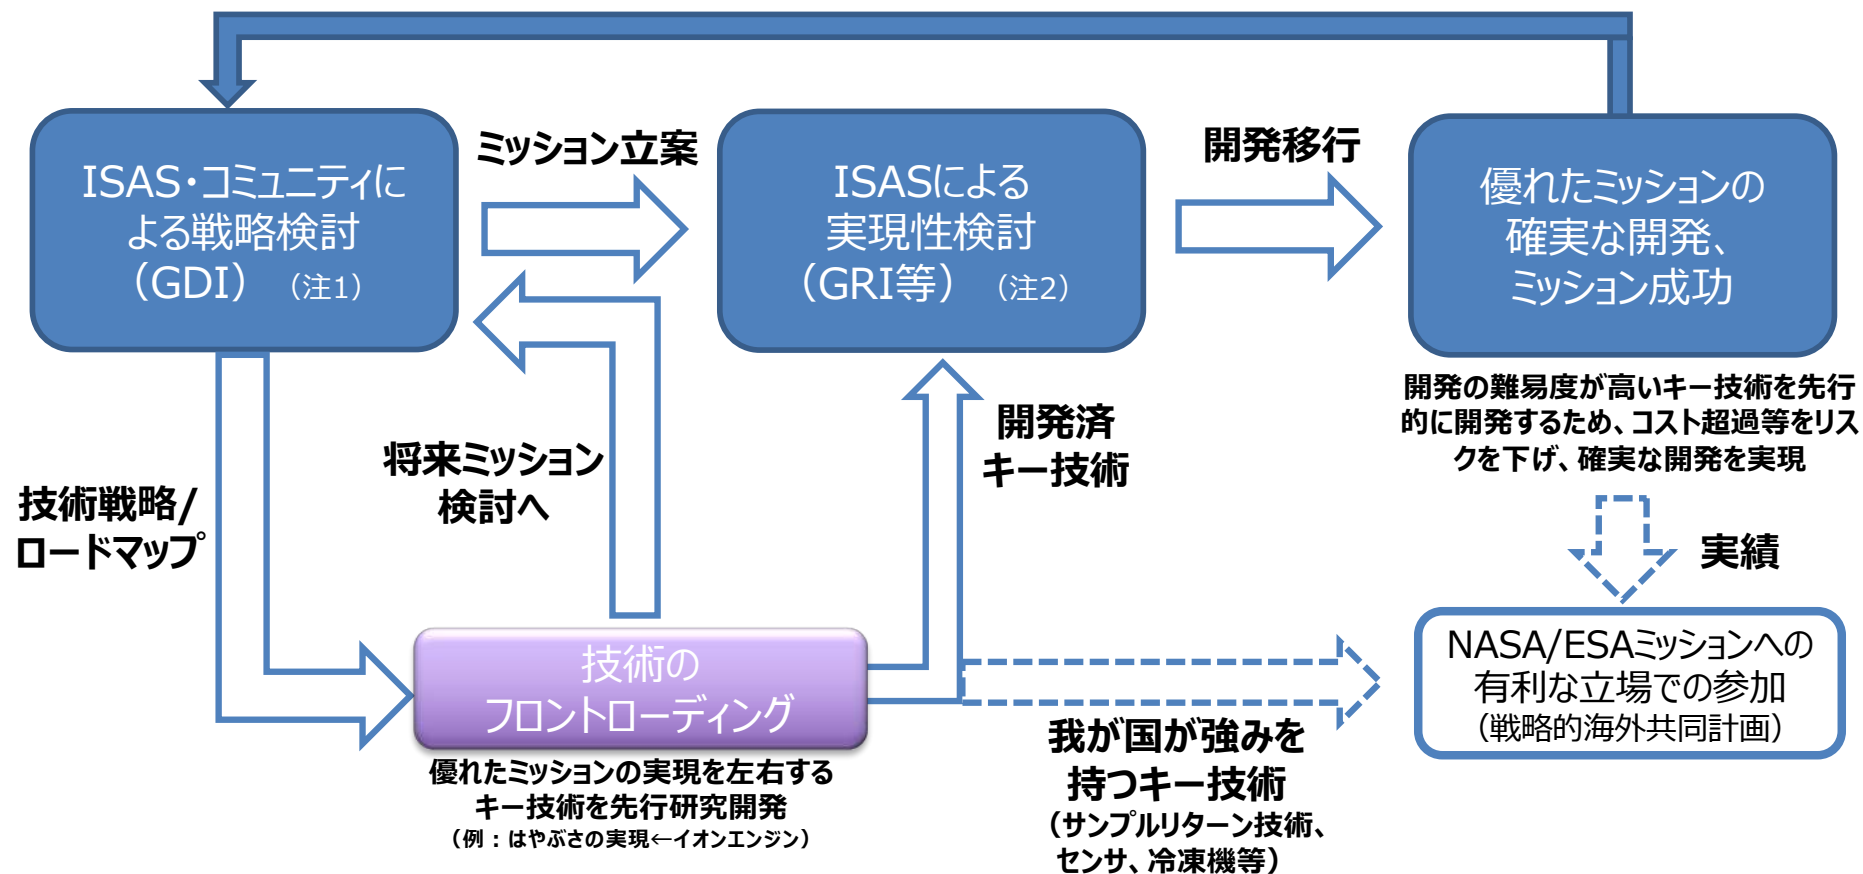 ISAS・コミュニティに
よる戦略検討
（GDI）（注1）
ミッション立案
ISASによる
実現性検討
（GRI等）（注2）
開発移行
優れたミッションの
確実な開発、
ミッション成功
開発の難易度が高いキー技術を先行
的に開発するため、コスト超過等をリス
クを下げ、確実な開発を実現
将来ミッション
検討へ
開発済
キー技術
技術戦略/
ロードマップ
実績
技術の
フロントローディング
優れたミッションの実現を左右する
キー技術を先行研究開発
（例：はやぶさの実現←イオンエンジン）
我が国が強みを
持つキー技術
（サンプルリターン技術、
センサ、冷凍機等）
NASA/ESAミッションへの
有利な立場での参加
（戦略的海外共同計画）